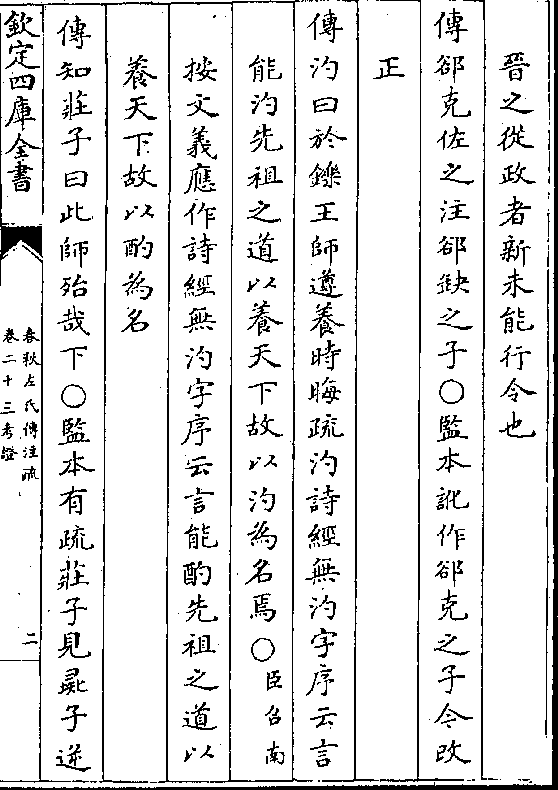 晉之從政者新未能行令也
傳郤克佐之注郤缺之子○監本訛作郤克之子今改
正
傳汋曰於鑠王師遵養時晦疏汋詩經無汋字序云言
能汋先祖之道以養天下故以汋為名焉○臣召南
按文義應作詩經無汋字序云言能酌先祖之道以
養天下故以酌為名
傳知莊子曰此師殆哉下○監本有疏莊子見彘子逆
欽定四庫全書
春秋左氏傳注疏
卷二十三考證
二